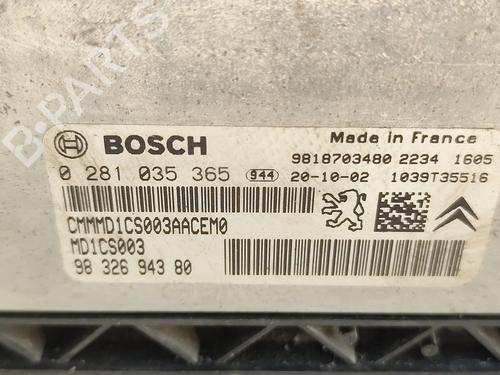 B-PARTS
BOSCH
Made in France
9818703480 2234 1605
0 281 035 365 944 20-10-02 1039T35516
CMMMD1CS003AACEM0
MD1CS003
98 326 943 80